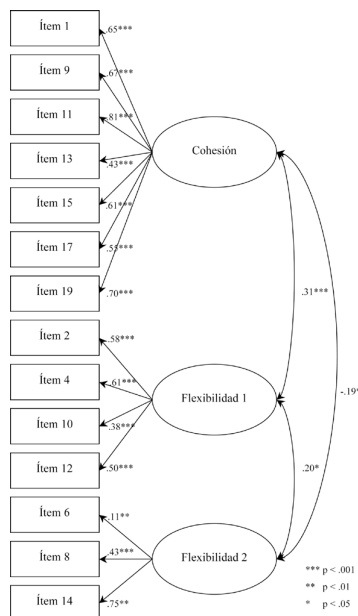 Ítem 1
.65***
Ítem 9
.67***
Ítem 11
.81***
Ítem 13
.43***
Cohesión
Ítem 15
.61***
Ítem 17
.55***
Ítem 19
.70***
.31***
Ítem 2
.58***
Ítem 4
.61***
Flexibilidad 1
-.19*
Ítem 10
.38***
Ítem 12
.50***
.20*
Ítem 6
.11**
Ítem 8
.43***
Flexibilidad 2
Ítem 14
.75**
*** p < .001
** p < .01
* p < .05